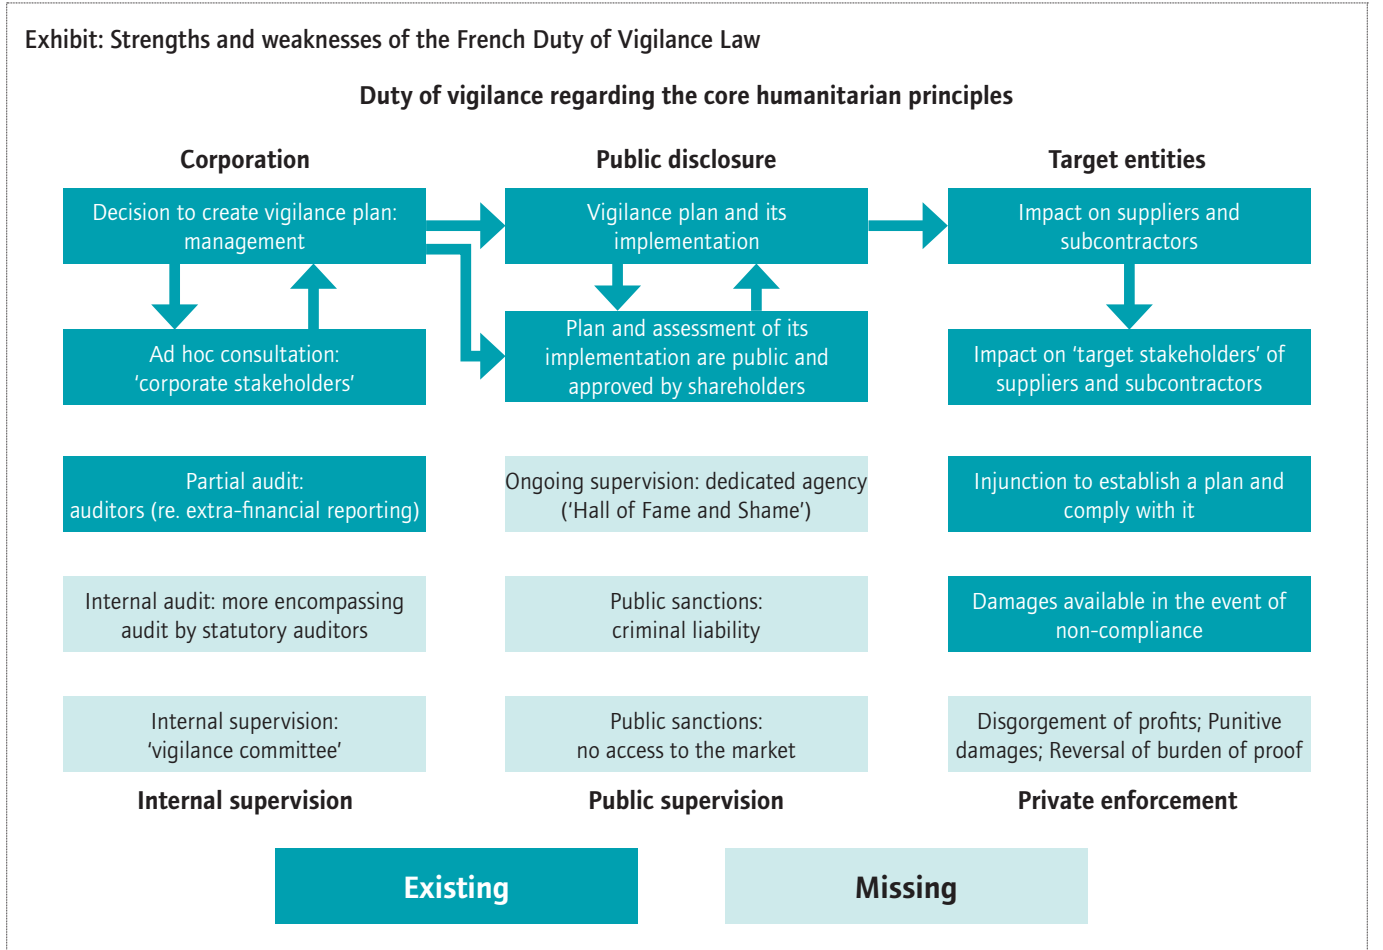 Exhibit: Strengths and weaknesses of the French Duty of Vigilance Law
Duty of vigilance regarding the core humanitarian principles
Corporation
Public disclosure
Target entities
Decision to create vigilance plan:
management
Vigilance plan and its
implementation
Impact on suppliers and
subcontractors
Ad hoc consultation:
‘corporate stakeholders’
Plan and assessment of its
implementation are public and
approved by shareholders
Impact on ‘target stakeholders’ of
suppliers and subcontractors
Partial audit:
auditors (re. extra-financial reporting)
Ongoing supervision: dedicated agency
(‘Hall of Fame and Shame’)
Injunction to establish a plan and
comply with it
Internal audit: more encompassing
audit by statutory auditors
Public sanctions:
criminal liability
Damages available in the event of
non-compliance
Internal supervision:
‘vigilance committee’
Public sanctions:
no access to the market
Disgorgement of profits; Punitive
damages; Reversal of burden of proof
Internal supervision
Public supervision
Private enforcement
Existing
Missing